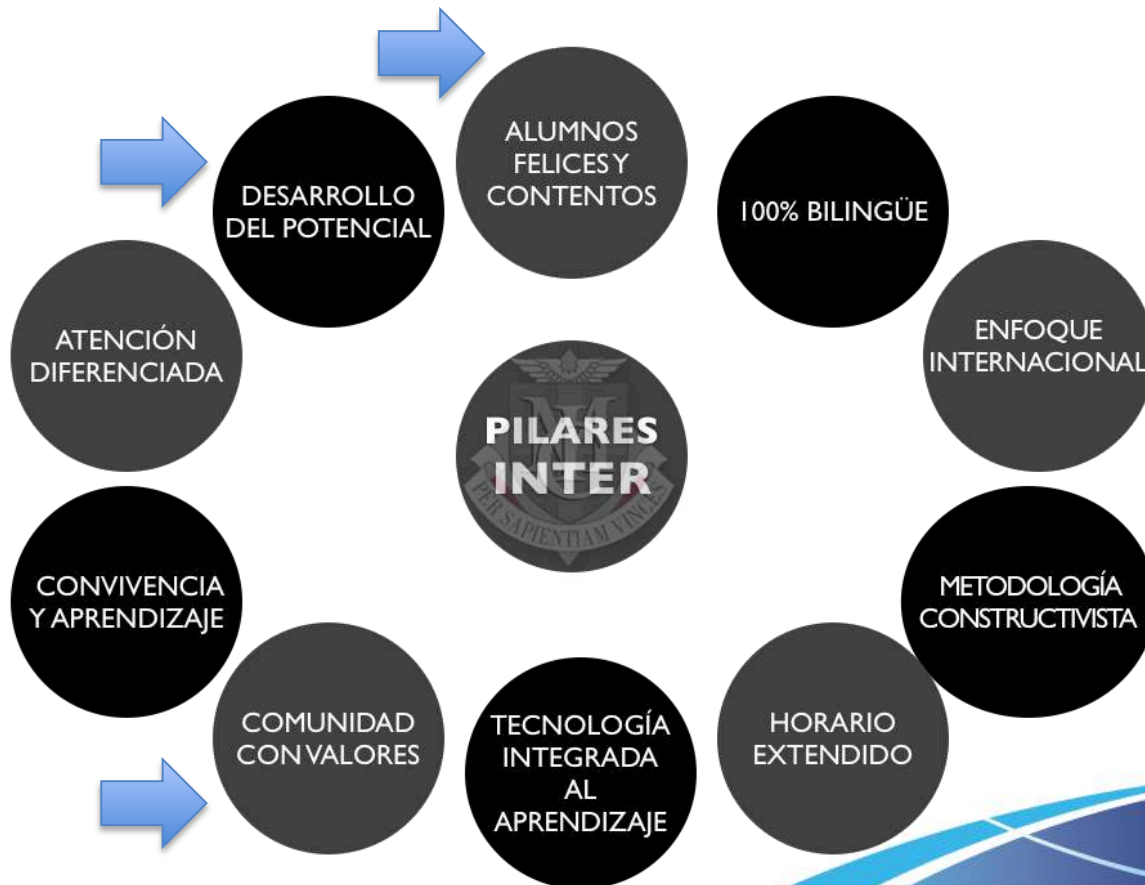 ALUMNOS
FELICES Y
CONTENTOS
DESARROLLO
DEL POTENCIAL
100% BILINGÜE
ATENCIÓN
DIFERENCIADA
ENFOQUE
INTERNACIONAL
PILARES
INTER
PER SAPIENTIAM VINCES
CONVIVENCIA
Y APRENDIZAJE
METODOLOGÍA
CONSTRUCTIVISTA
COMUNIDAD
CON VALORES
TECNOLOGÍA
INTEGRADA
AL
APRENDIZAJE
HORARIO
EXTENDIDO